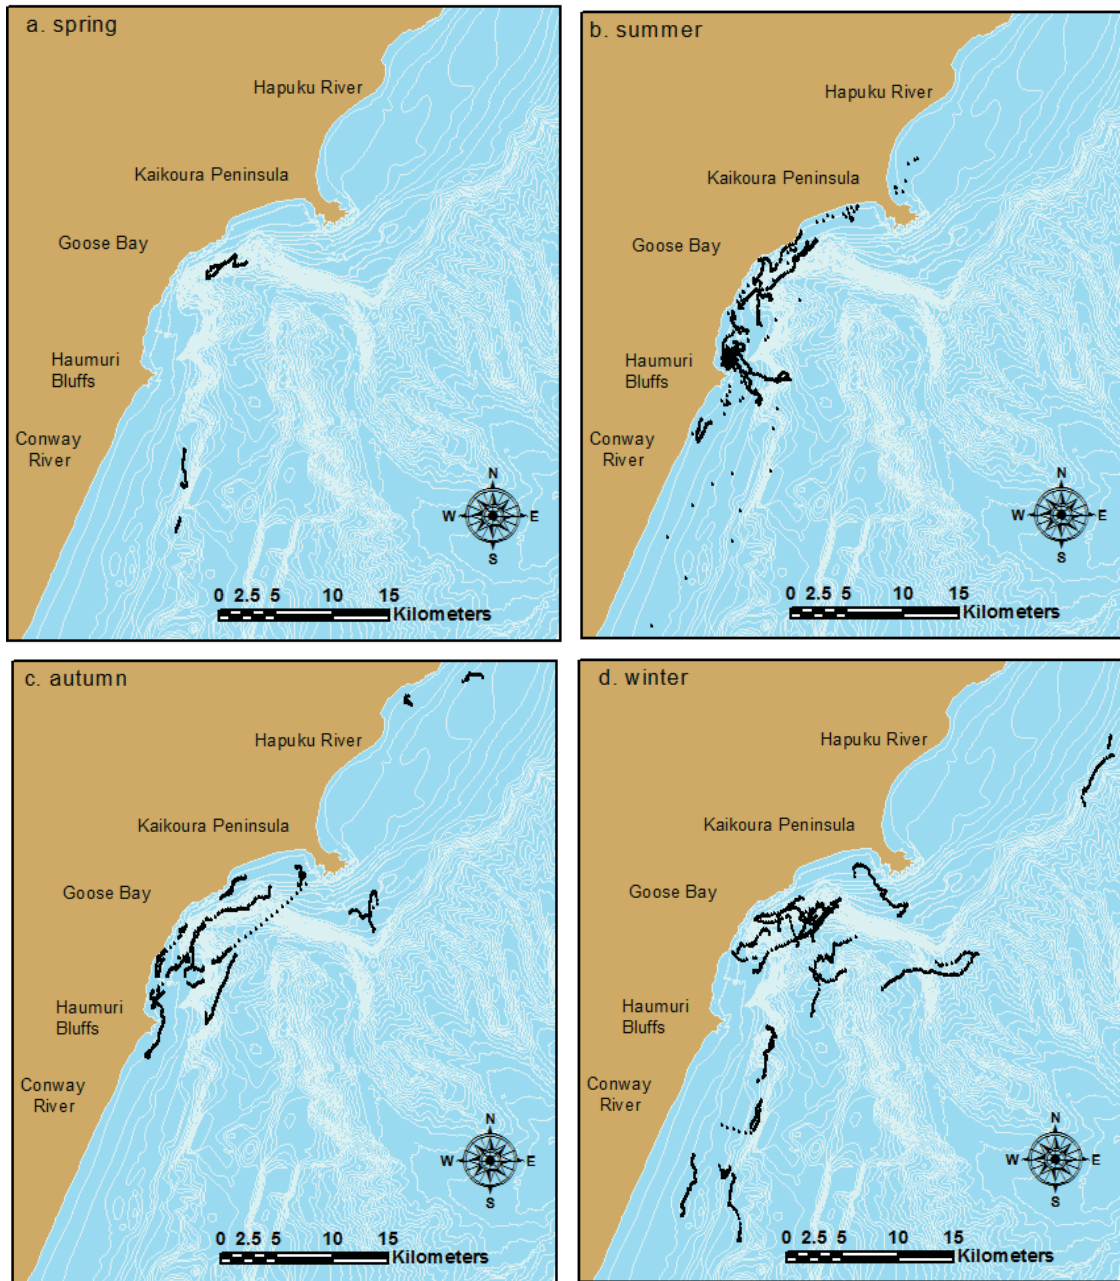 a. spring
Hapuku River
Kaikoura Peninsula
Goose Bay
Haumuri
Bluffs
Conway
River
N
W E
S
0 2.5 5 10 15
Kilometers
b. summer
Hapuku River
Kaikoura Peninsula
Goose Bay
Haumuri
Bluffs
Conway
River
N
W E
S
0 2.5 5 10 15
Kilometers
c. autumn
Hapuku River
Kaikoura Peninsula
Goose Bay
Haumuri
Bluffs
Conway
River
N
W E
S
0 2.5 5 10 15
Kilometers
d. winter
Hapuku River
Kaikoura Peninsula
Goose Bay
Haumuri
Bluffs
Conway
River
N
W E
S
0 2.5 5 10 15
Kilometers